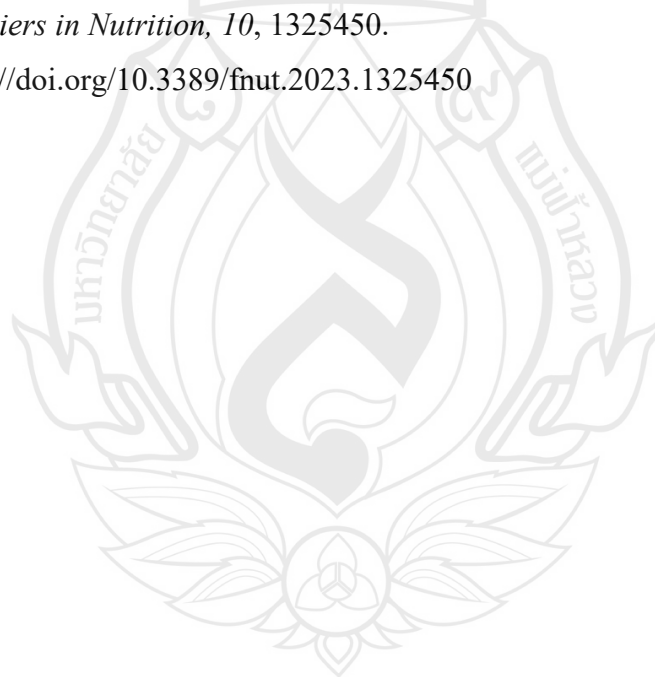 iers in Nutrition, 10, 1325450.
//doi.org/10.3389/fnut.2023.1325450
มหาวิทยาลัย
แม่ฟ้าหลวง